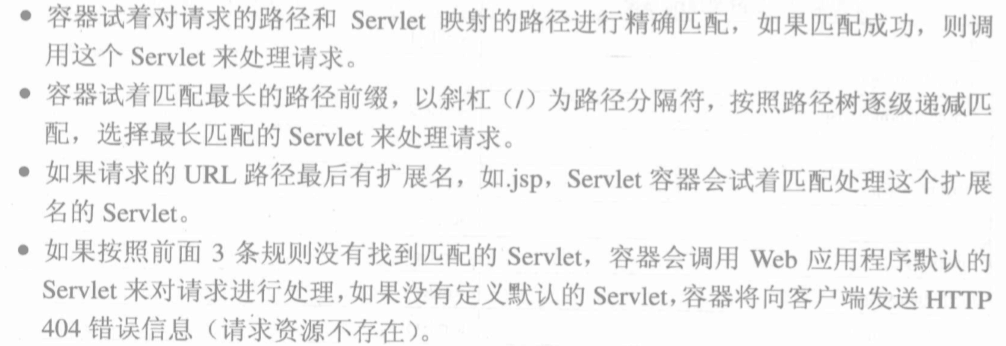 • 容器试着对请求的路径和 Servlet 映射的路径进行精确匹配，如果匹配成功，则调
用这个 Servlet 来处理请求。
• 容器试着匹配最长的路径前缀，以斜杠（/）为路径分隔符，按照路径树逐级递减匹
配，选择最长匹配的 Servlet 来处理请求。
• 如果请求的 URL 路径最后有扩展名，如.jsp，Servlet 容器会试着匹配处理这个扩展
名的 Servlet。
• 如果按照前面 3 条规则没有找到匹配的 Servlet，容器会调用 Web 应用程序默认的
Servlet 来对请求进行处理，如果没有定义默认的 Servlet，容器将向客户端发送 HTTP
404 错误信息（请求资源不存在）。